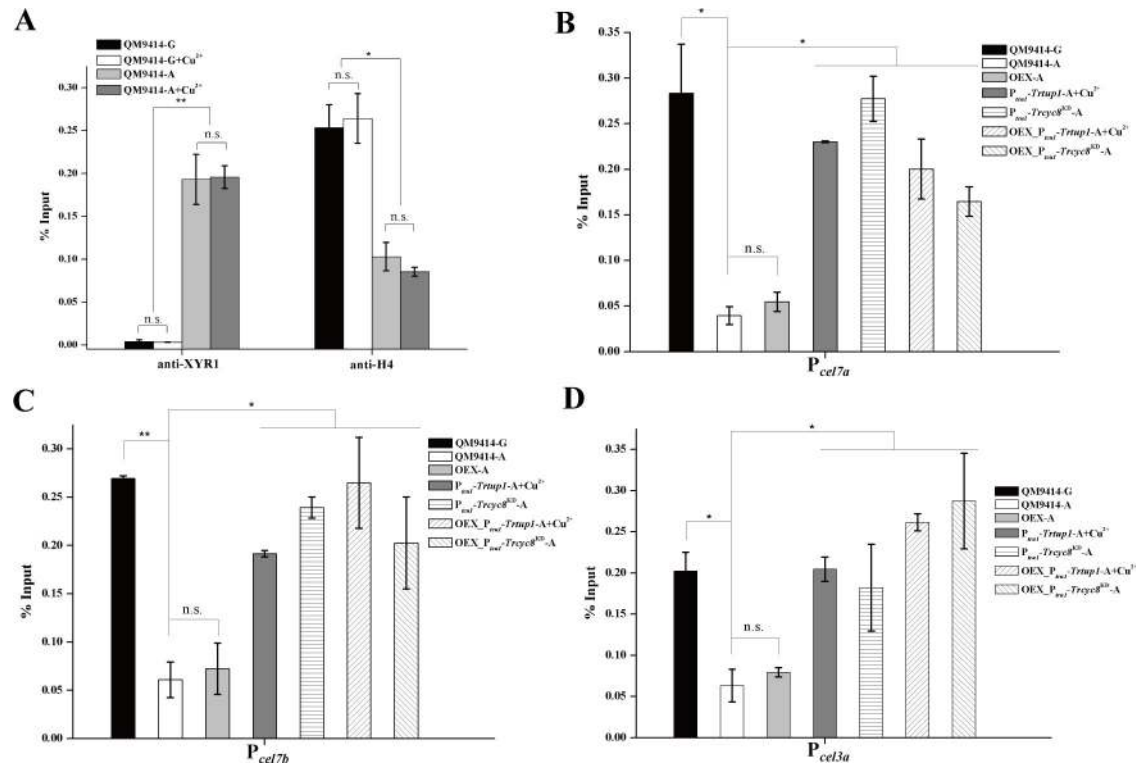 A
QM9414-G
QM9414-G+Cu²⁺
QM9414-A
QM9414-A+Cu²⁺
**
*
n.s.
n.s.
n.s.
n.s.
% Input
0.30
0.25
0.20
0.15
0.10
0.05
0.00
anti-XYR1
anti-H4
B
*
*
n.s.
QM9414-G
QM9414-A
OEX-A
Ptcu1-Trtup1-A+Cu²⁺
Ptcu1-Trcyc8ᴷᴰ-A
OEX_Ptcu1-Trtup1-A+Cu²⁺
OEX_Ptcu1-Trcyc8ᴷᴰ-A
% Input
0.35
0.30
0.25
0.20
0.15
0.10
0.05
0.00
Pcel7a
C
**
*
n.s.
QM9414-G
QM9414-A
OEX-A
Ptcu1-Trtup1-A+Cu²⁺
Ptcu1-Trcyc8ᴷᴰ-A
OEX_Ptcu1-Trtup1-A+Cu²⁺
OEX_Ptcu1-Trcyc8ᴷᴰ-A
% Input
0.30
0.25
0.20
0.15
0.10
0.05
0.00
Pcel7b
D
*
*
n.s.
QM9414-G
QM9414-A
OEX-A
Ptcu1-Trtup1-A+Cu²⁺
Ptcu1-Trcyc8ᴷᴰ-A
OEX_Ptcu1-Trtup1-A+Cu²⁺
OEX_Ptcu1-Trcyc8ᴷᴰ-A
% Input
0.35
0.30
0.25
0.20
0.15
0.10
0.05
0.00
Pcel3a